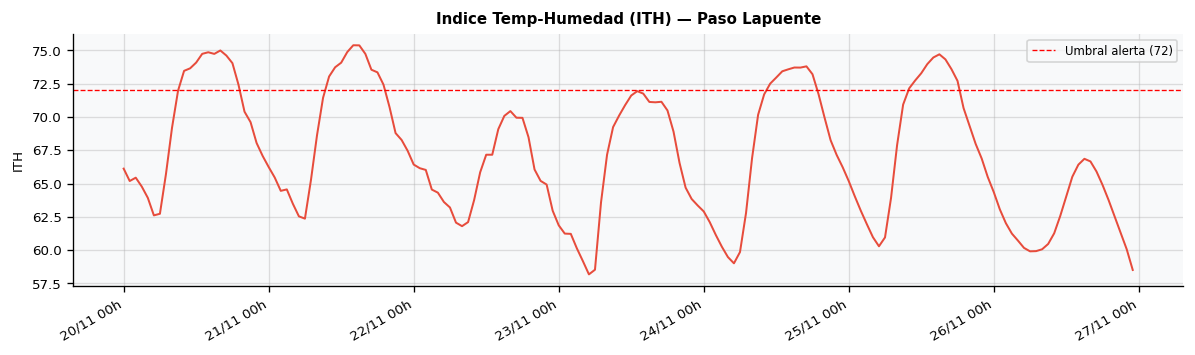 Indice Temp-Humedad (ITH) — Paso Lapuente
Umbral alerta (72)
ITH
75.0
72.5
70.0
67.5
65.0
62.5
60.0
57.5
20/11 00h
21/11 00h
22/11 00h
23/11 00h
24/11 00h
25/11 00h
26/11 00h
27/11 00h